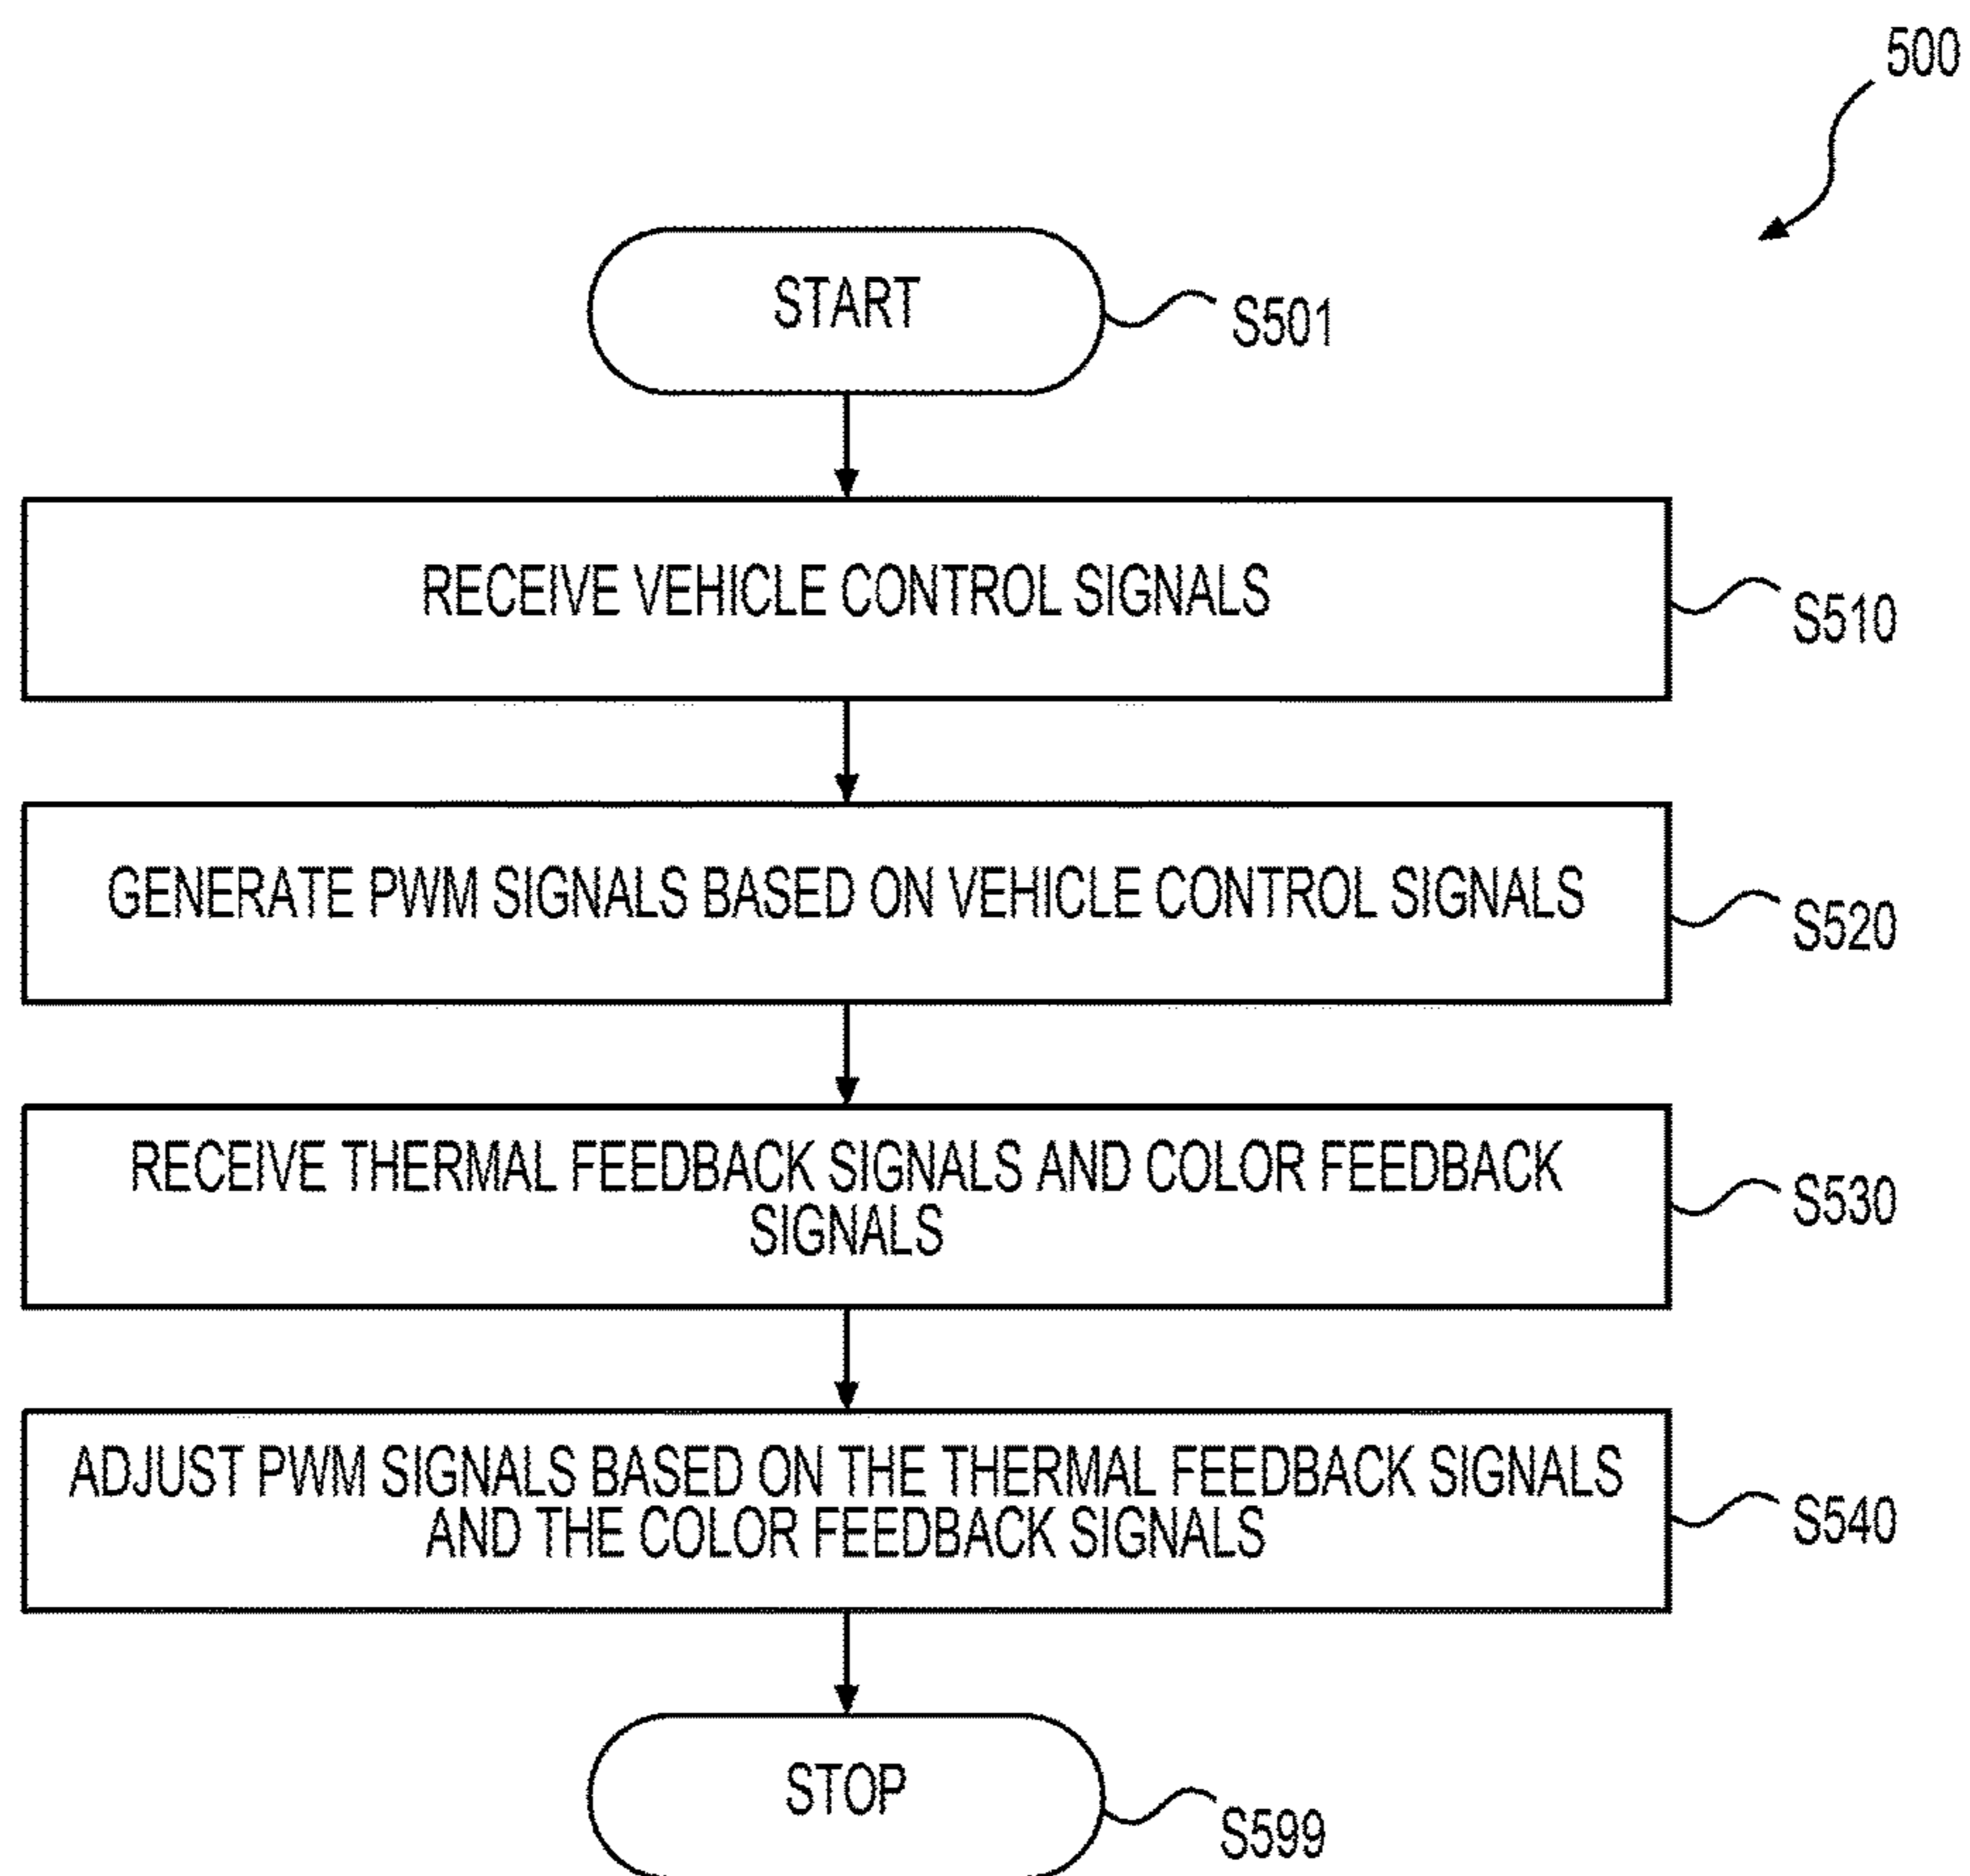 500
START
S501
RECEIVE VEHICLE CONTROL SIGNALS
S510
GENERATE PWM SIGNALS BASED ON VEHICLE CONTROL SIGNALS
S520
RECEIVE THERMAL FEEDBACK SIGNALS AND COLOR FEEDBACK
SIGNALS
S530
ADJUST PWM SIGNALS BASED ON THE THERMAL FEEDBACK SIGNALS
AND THE COLOR FEEDBACK SIGNALS
S540
STOP
S599